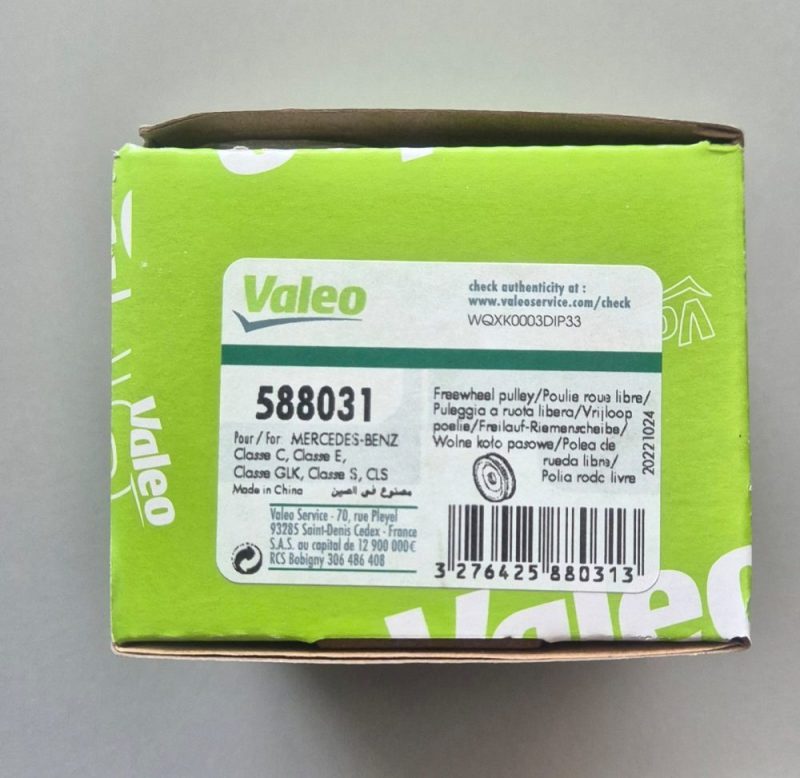 Valeo
check authenticity at :
www.valeoservice.com/check
WQXK0003DIP33
588031
Pour / For MERCEDES-BENZ
Classe C, Classe E,
Classe GLK, Classe S, CLS
Made in China مصنوع في الصين
Freewheel pulley/Poulie roue libre/
Puleggia a ruota libera/Vrijloop
poelie/Freilauf-Riemenscheibe/
Wolne koło pasowe/Polea de
rueda libre/
Polia roda livre
20221024
Valeo Service - 70, rue Pleyel
93285 Saint-Denis Cedex - France
S.A.S. au capital de 12 900 000€
RCS Bobigny 306 486 408
3 276425 880313
Valeo
Valeo